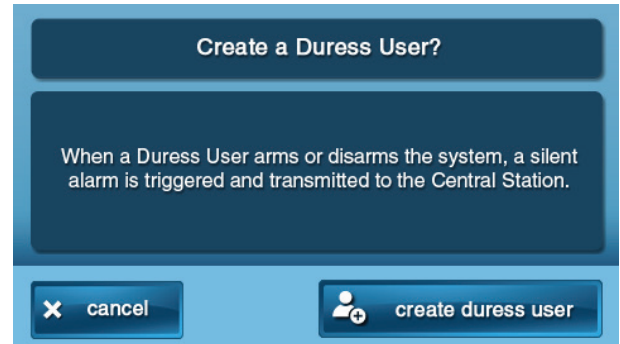 Create a Duress User?
When a Duress User arms or disarms the system, a silent
alarm is triggered and transmitted to the Central Station.
cancel
create duress user